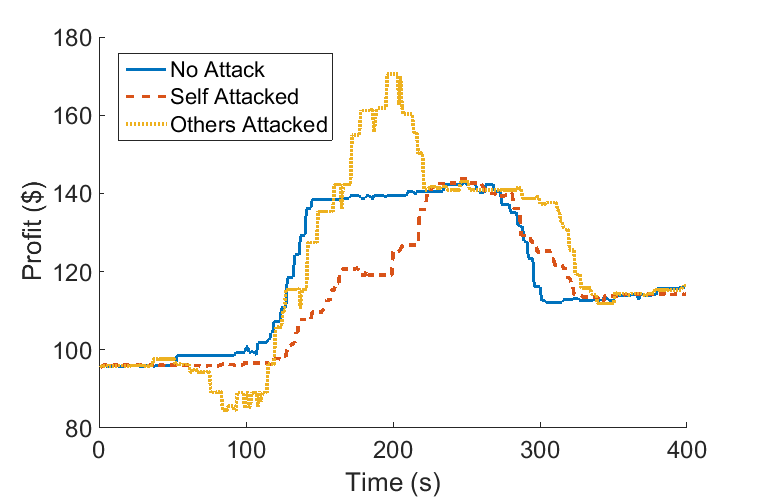 180
160
140
120
100
80
Profit ($)
No Attack
Self Attacked
Others Attacked
0
100
200
300
400
Time (s)